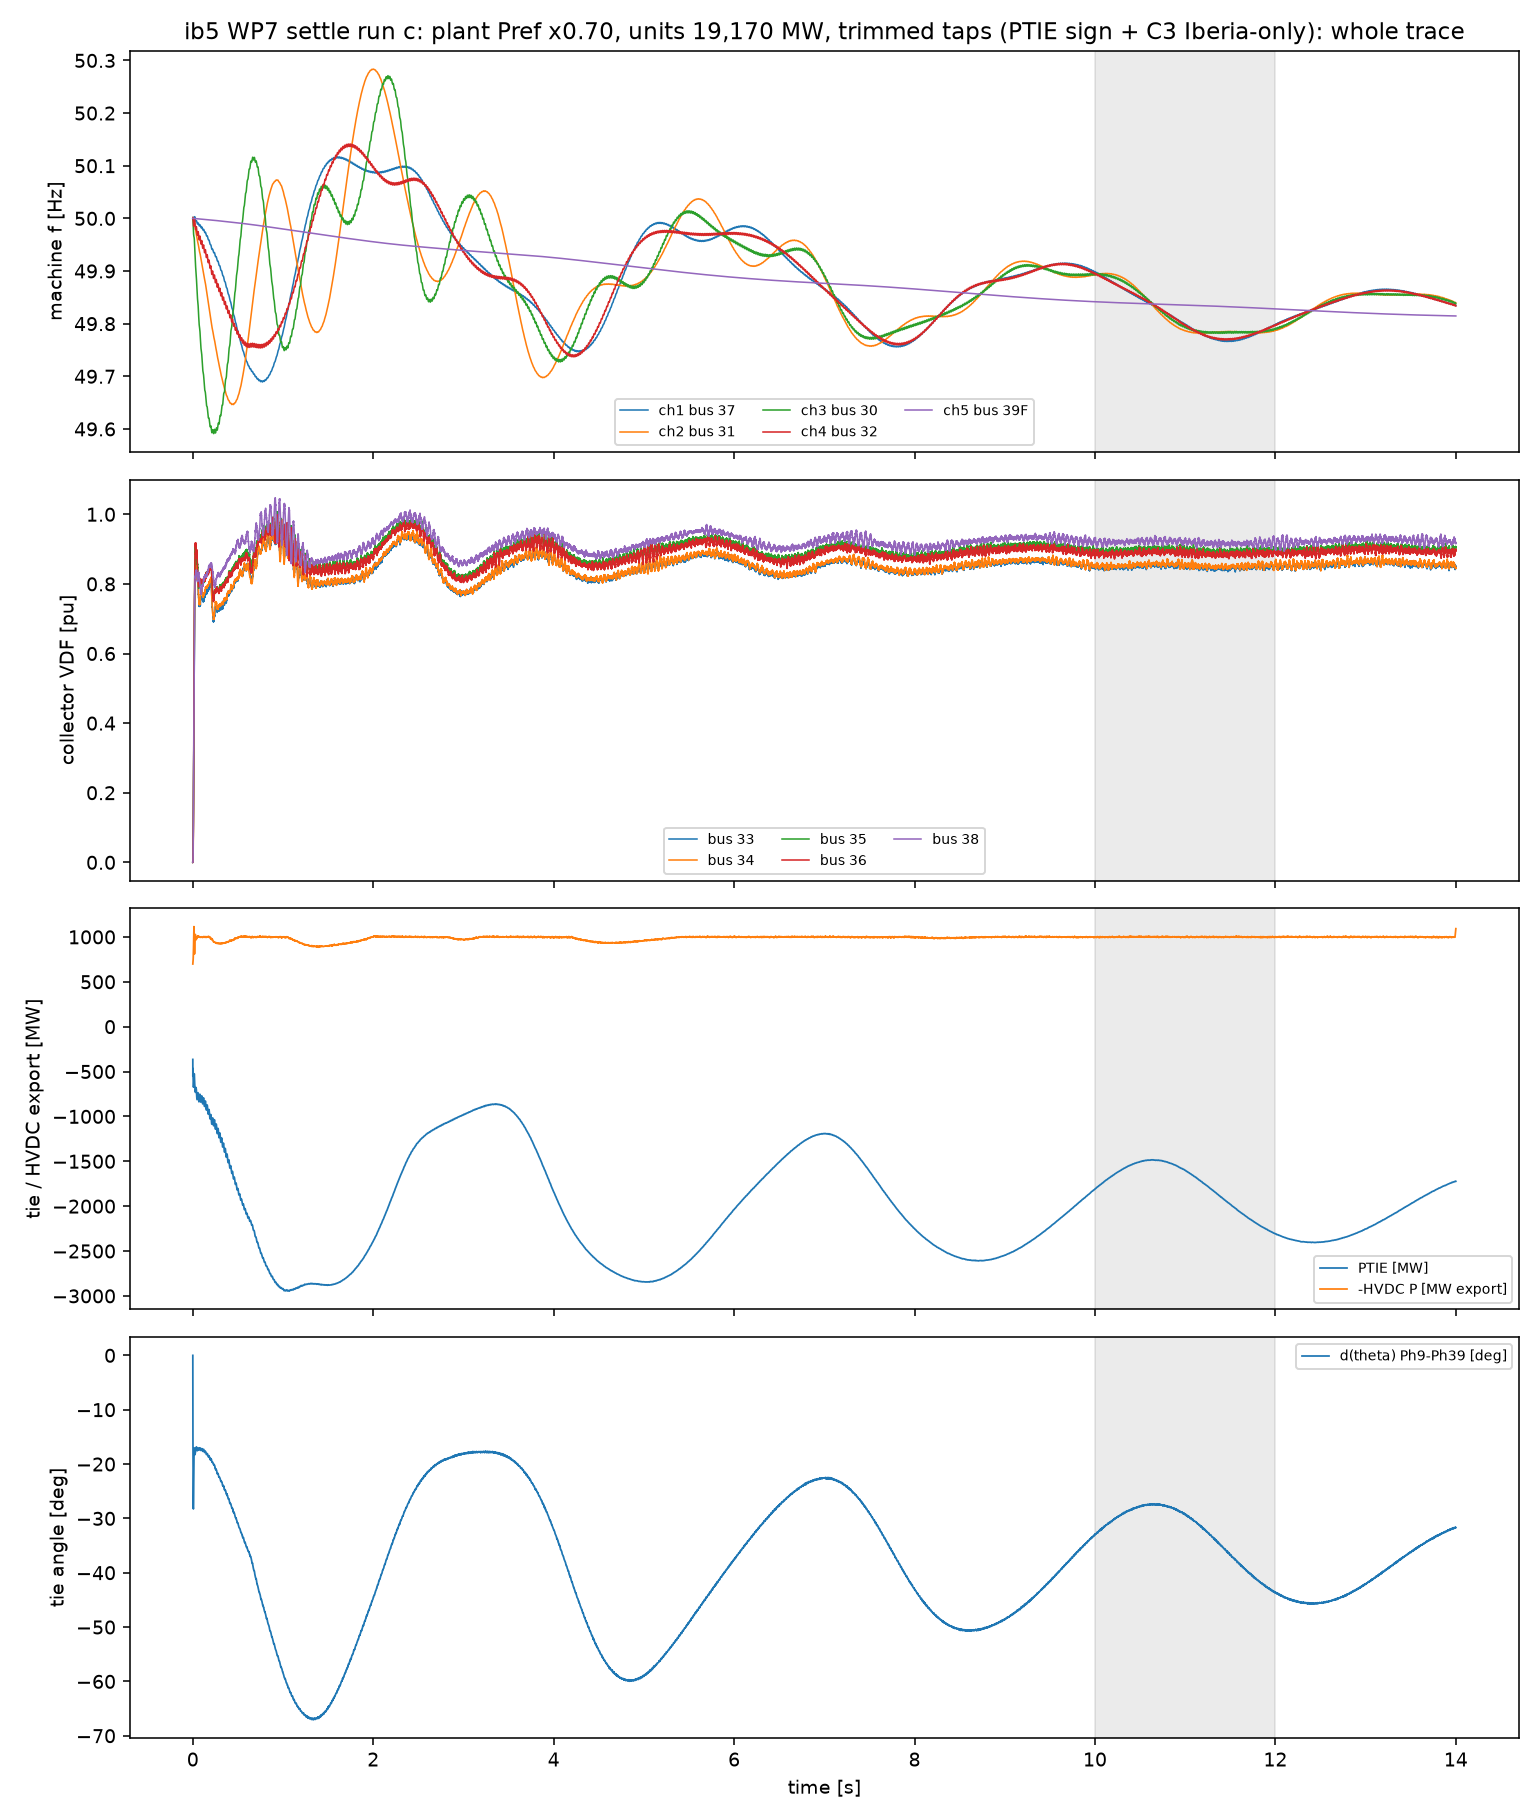 ib5 WP7 settle run c: plant Pref x0.70, units 19,170 MW, trimmed taps (PTIE sign + C3 Iberia-only): whole trace
50.3
50.2
50.1
50.0
49.9
49.8
49.7
49.6
machine f [Hz]
ch1 bus 37
ch2 bus 31
ch3 bus 30
ch4 bus 32
ch5 bus 39F
1.0
0.8
0.6
0.4
0.2
0.0
collector VDF [pu]
bus 33
bus 34
bus 35
bus 36
bus 38
1000
500
0
−500
−1000
−1500
−2000
−2500
−3000
tie / HVDC export [MW]
PTIE [MW]
-HVDC P [MW export]
0
−10
−20
−30
−40
−50
−60
−70
tie angle [deg]
d(theta) Ph9-Ph39 [deg]
0
2
4
6
8
10
12
14
time [s]